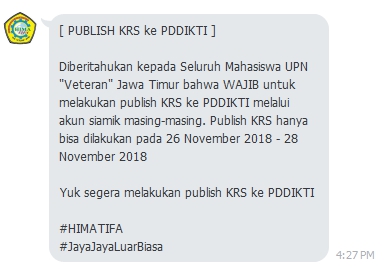 [ PUBLISH KRS ke PDDIKTI ]
Diberitahukan kepada Seluruh Mahasiswa UPN
"Veteran" Jawa Timur bahwa WAJIB untuk
melakukan publish KRS ke PDDIKTI melalui
akun siamik masing-masing. Publish KRS hanya
bisa dilakukan pada 26 November 2018 - 28
November 2018
Yuk segera melakukan publish KRS ke PDDIKTI
#HIMATIFA
#JayaJayaLuarBiasa
4:27 PM